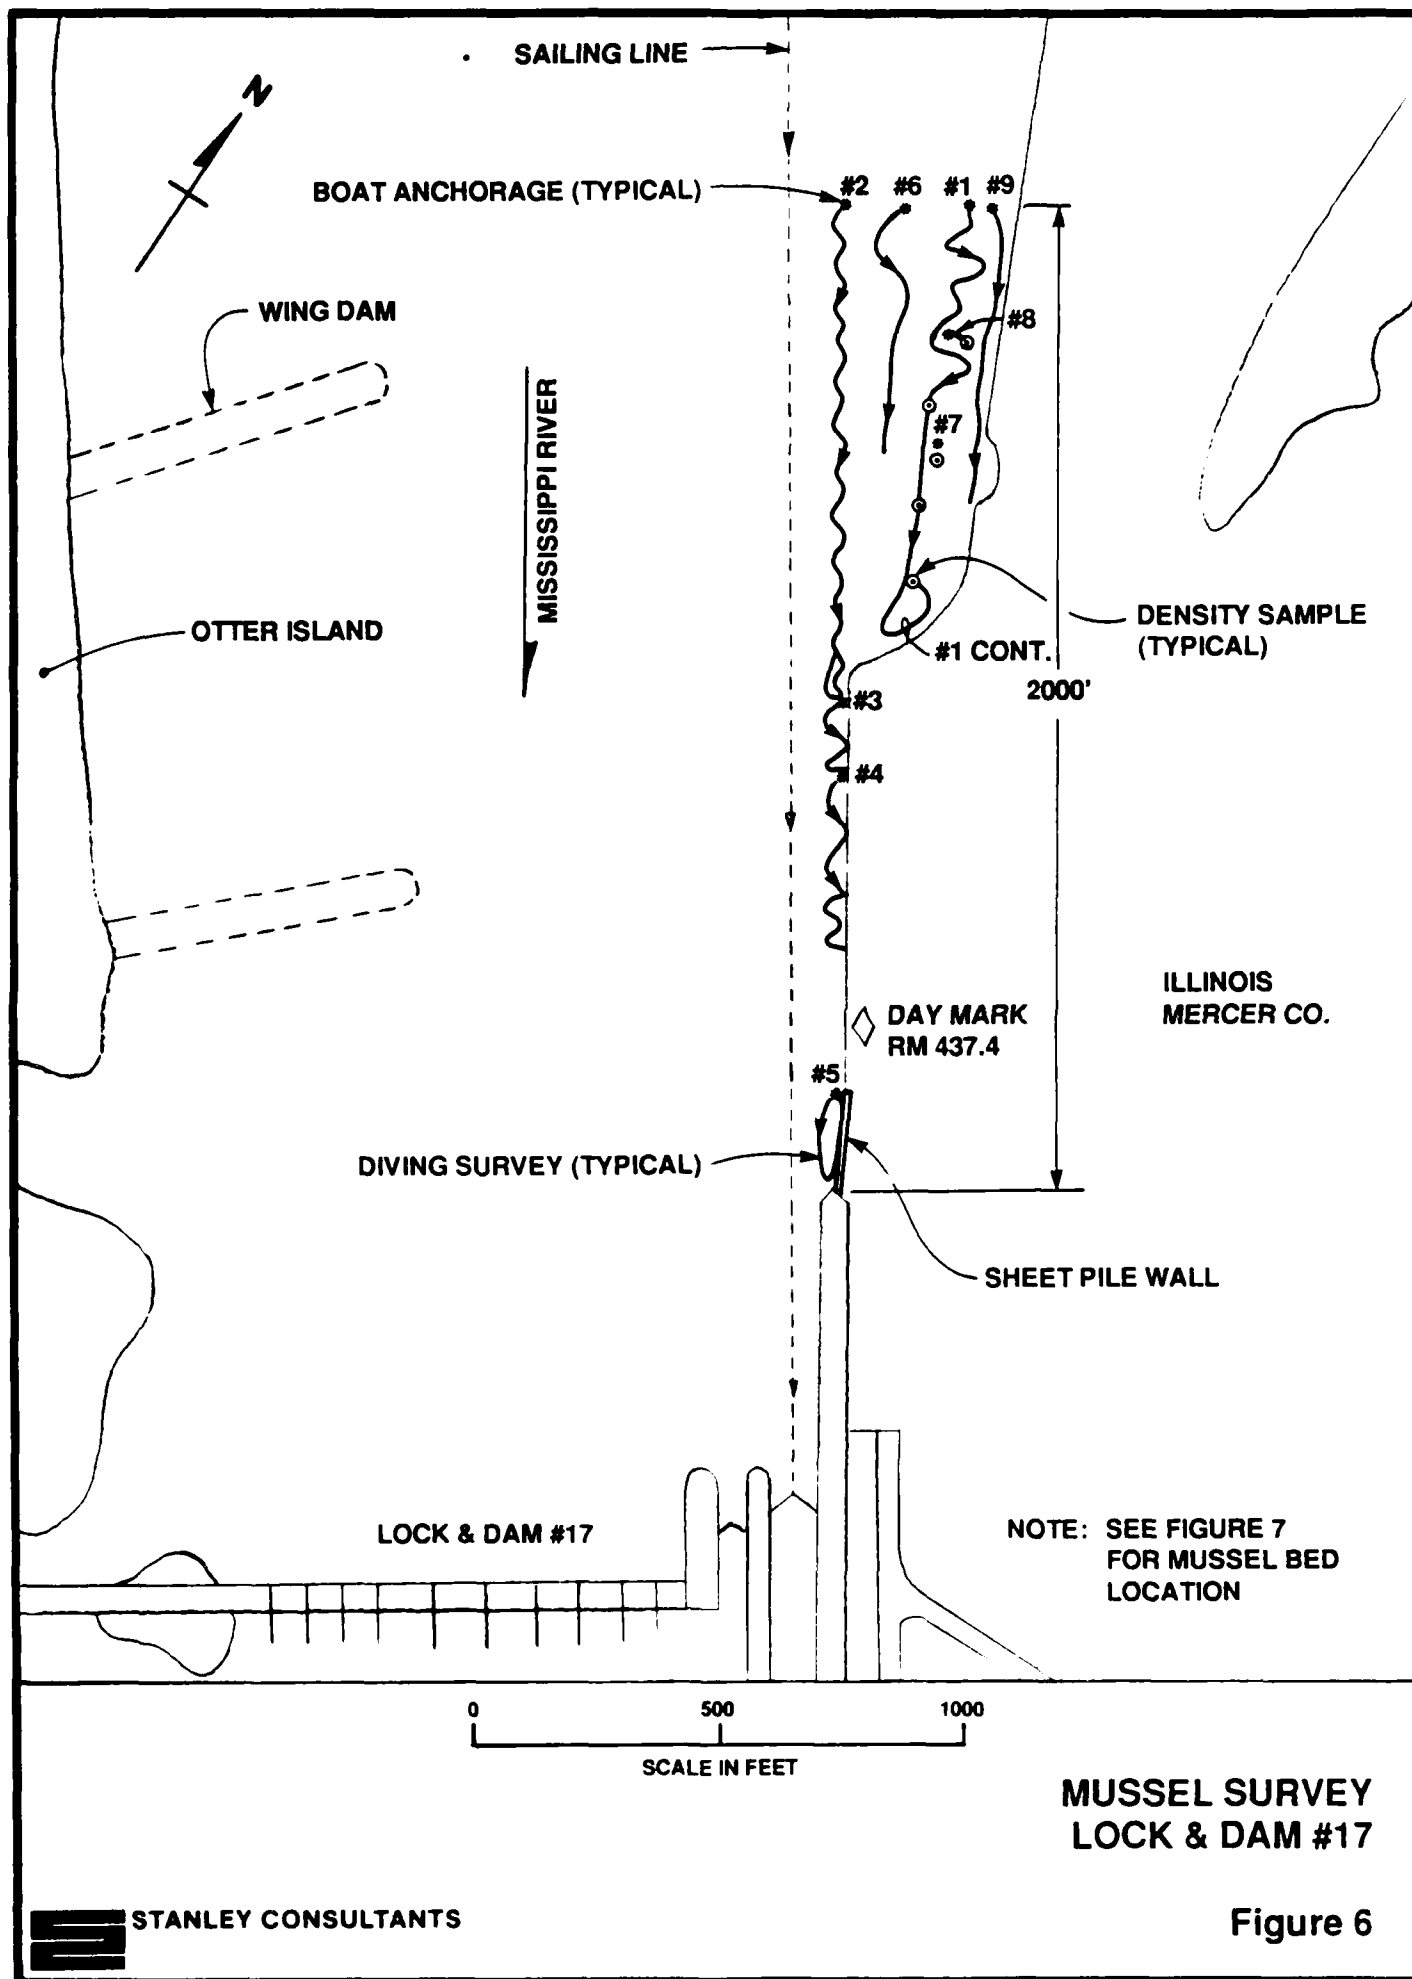 SAILING LINE
N
BOAT ANCHORAGE (TYPICAL)
#2 #6 #1 #9
WING DAM
#8
MISSISSIPPI RIVER
#7
OTTER ISLAND
DENSITY SAMPLE
(TYPICAL)
#1 CONT.
2000'
#3
#4
ILLINOIS
MERCER CO.
DAY MARK
RM 437.4
#5
DIVING SURVEY (TYPICAL)
SHEET PILE WALL
LOCK & DAM #17
NOTE: SEE FIGURE 7
FOR MUSSEL BED
LOCATION
0 500 1000
SCALE IN FEET
MUSSEL SURVEY
LOCK & DAM #17
STANLEY CONSULTANTS
Figure 6